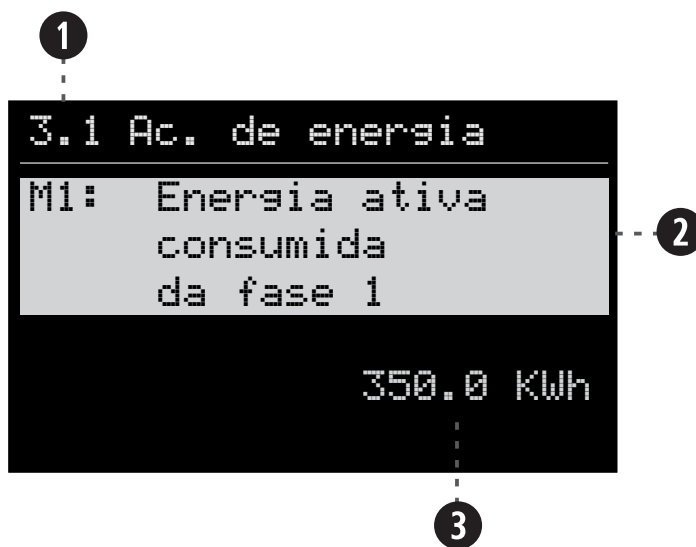 1
3.1 Ac. de energia
M1: Energia ativa
consumida
da fase 1
2
350.0 KWh
3